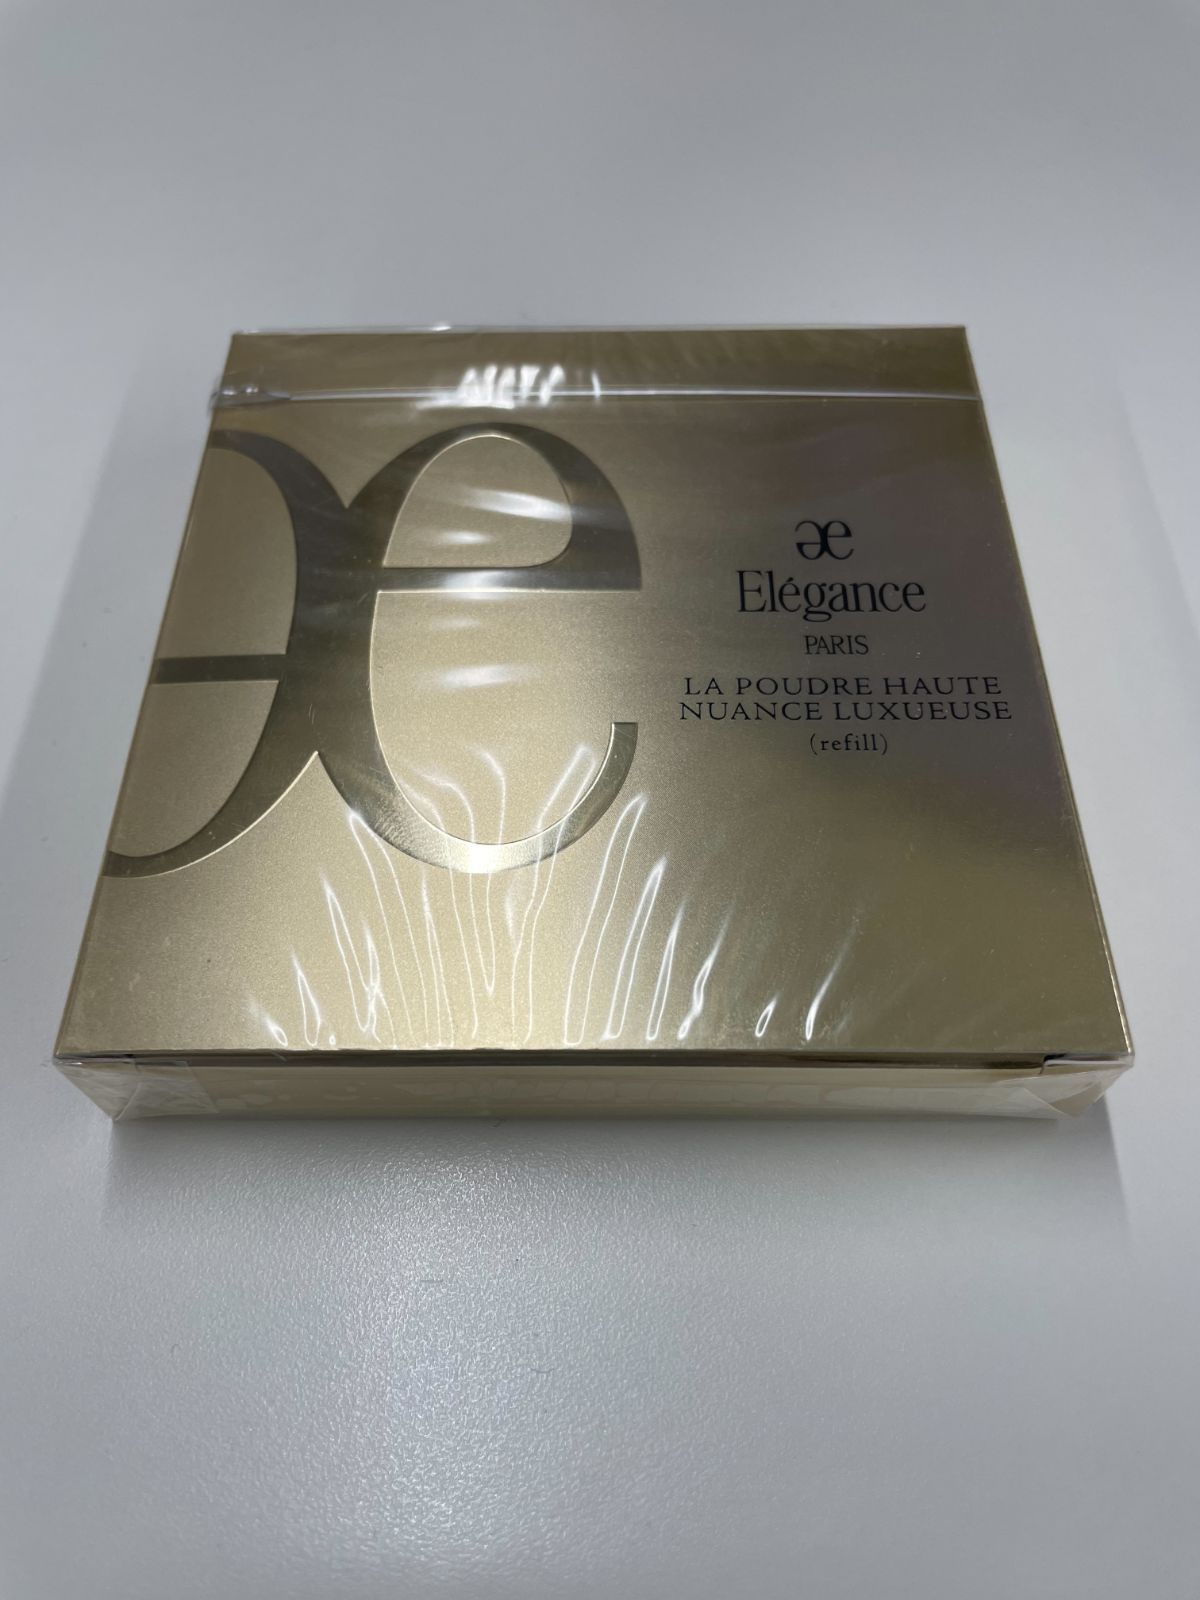 Elégance
PARIS
LA POUDRE HAUTE
NUANCE LUXUEUSE
(refill)